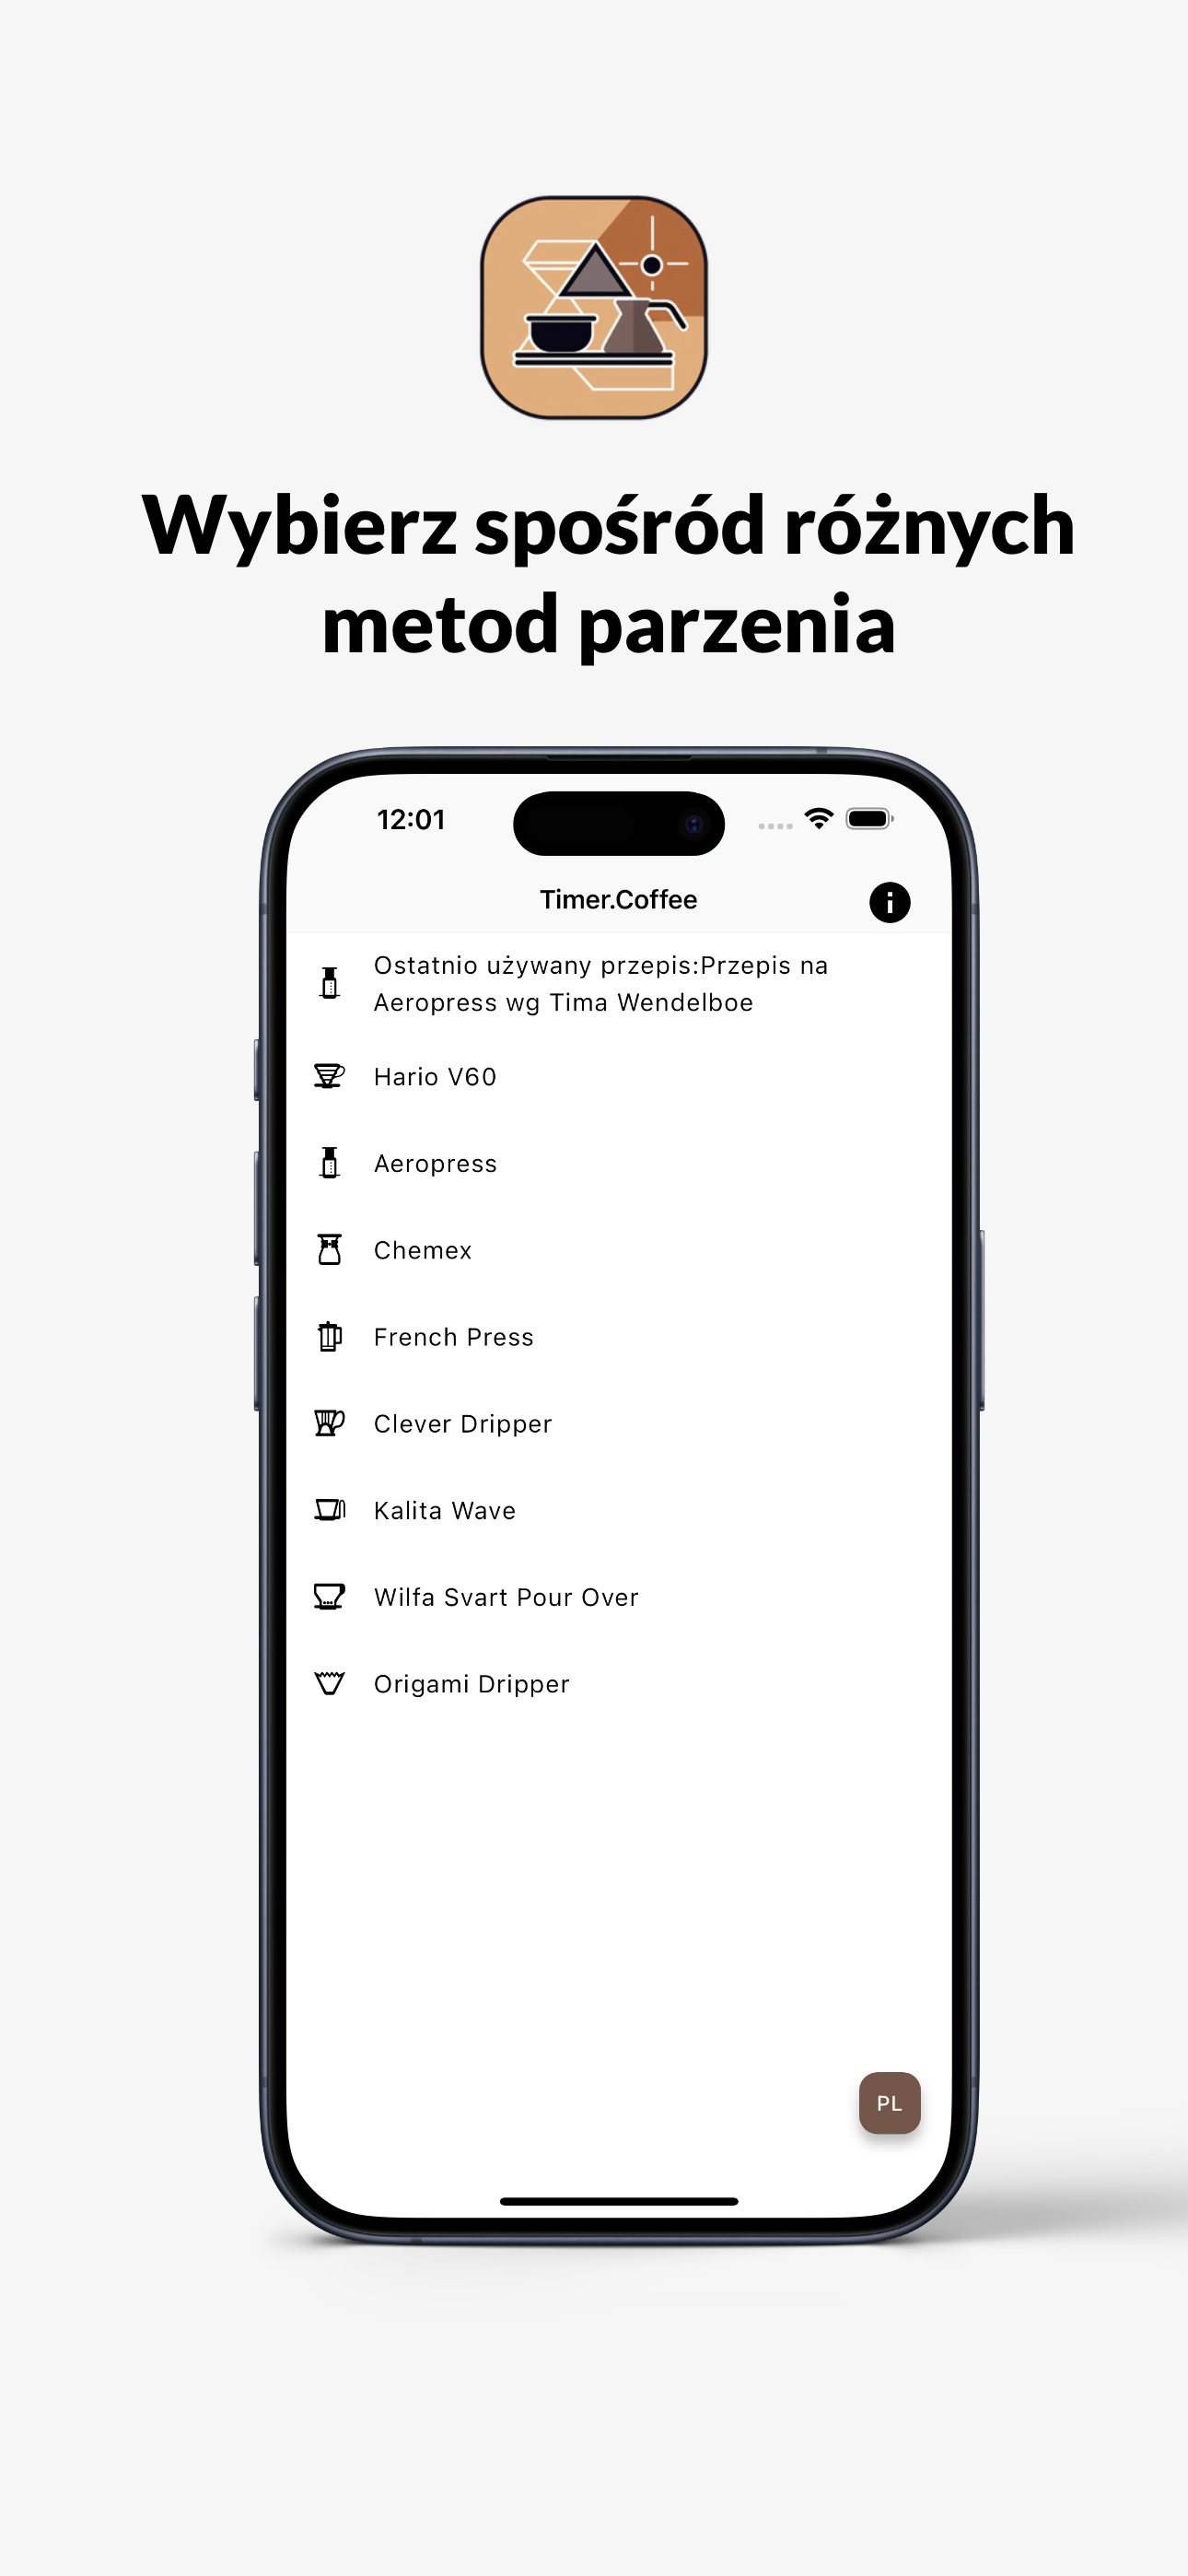 Wybierz spośród różnych
metod parzenia
12:01
Timer.Coffee
Ostatnio używany przepis:Przepis na
Aeropress wg Tima Wendelboe
Hario V60
Aeropress
Chemex
French Press
Clever Dripper
Kalita Wave
Wilfa Svart Pour Over
Origami Dripper
PL